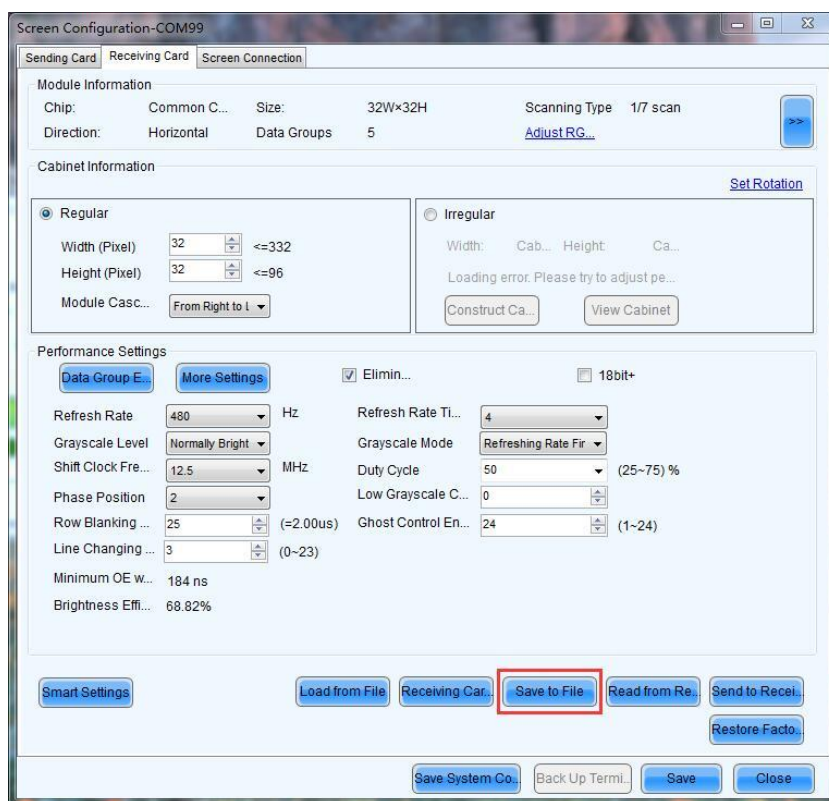 Screen Configuration-COM99
Sending Card Receiving Card Screen Connection
Module Information
Chip: Common C... Size: 32W×32H Scanning Type 1/7 scan
Direction: Horizontal Data Groups 5 Adjust RG...
>>
Cabinet Information
Set Rotation
Regular
Width (Pixel) 32 <=332
Height (Pixel) 32 <=96
Module Casc... From Right to L
Irregular
Width: Cab... Height: Ca...
Loading error. Please try to adjust pe...
Construct Ca... View Cabinet
Performance Settings
Data Group E... More Settings Elimin... 18bit+
Refresh Rate 480 Hz Refresh Rate Ti... 4
Grayscale Level Normally Bright Grayscale Mode Refreshing Rate Fir
Shift Clock Fre... 12.5 MHz Duty Cycle 50 (25~75) %
Phase Position 2 Low Grayscale C... 0
Row Blanking ... 25 (=2.00us) Ghost Control En... 24 (1~24)
Line Changing ... 3 (0~23)
Minimum OE w... 184 ns
Brightness Effi... 68.82%
Smart Settings Load from File Receiving Car... Save to File Read from Re... Send to Recei...
Restore Facto...
Save System Co... Back Up Termi... Save Close